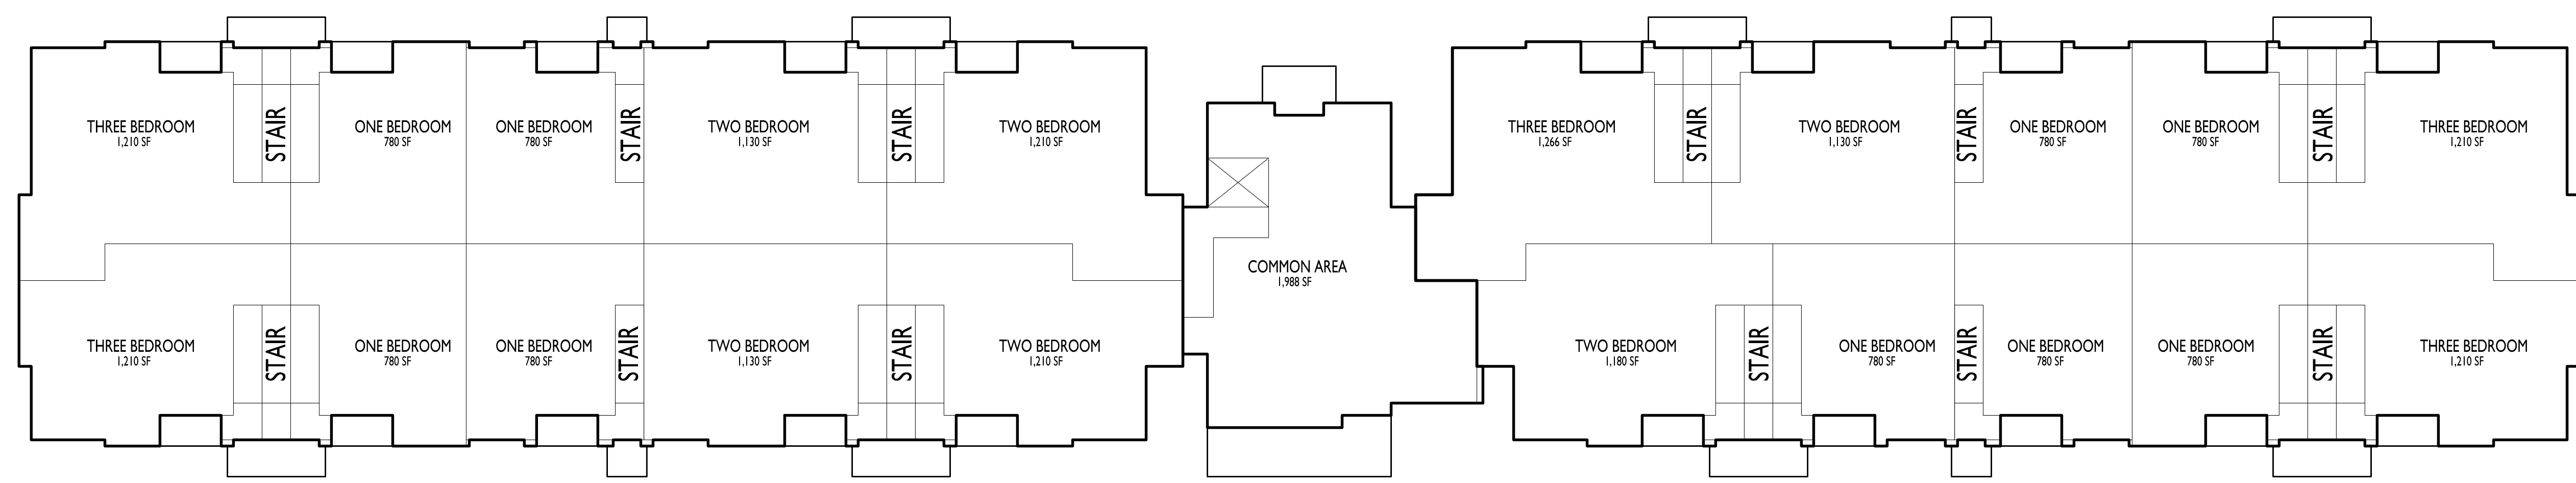 THREE BEDROOM
1,210 SF
STAIR
ONE BEDROOM
780 SF
ONE BEDROOM
780 SF
STAIR
TWO BEDROOM
1,130 SF
STAIR
TWO BEDROOM
1,210 SF
THREE BEDROOM
1,266 SF
STAIR
TWO BEDROOM
1,130 SF
STAIR
ONE BEDROOM
780 SF
ONE BEDROOM
780 SF
STAIR
THREE BEDROOM
1,210 SF
COMMON AREA
1,988 SF
THREE BEDROOM
1,210 SF
STAIR
ONE BEDROOM
780 SF
ONE BEDROOM
780 SF
STAIR
TWO BEDROOM
1,130 SF
STAIR
TWO BEDROOM
1,210 SF
TWO BEDROOM
1,180 SF
STAIR
ONE BEDROOM
780 SF
STAIR
ONE BEDROOM
780 SF
ONE BEDROOM
780 SF
STAIR
THREE BEDROOM
1,210 SF